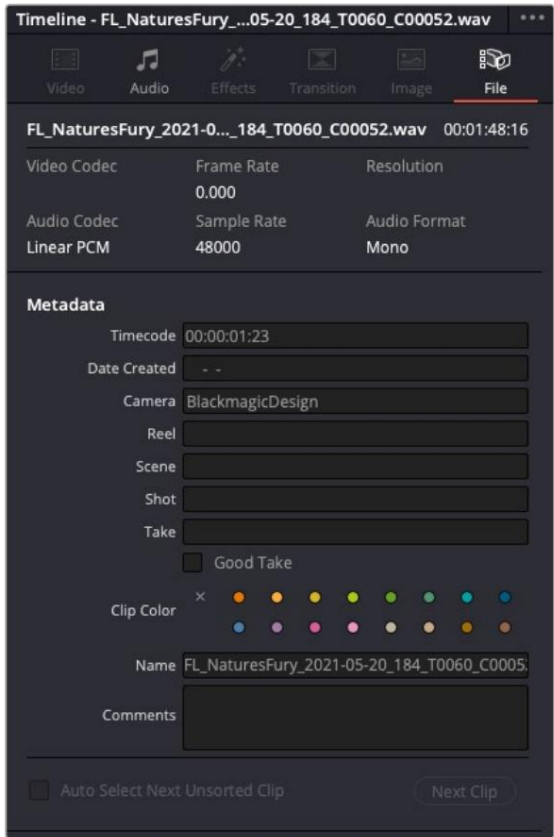 Timeline - FL_NaturesFury_...05-20_184_T0060_C00052.wav
Video Audio Effects Transition Image File
FL_NaturesFury_2021-0..._184_T0060_C00052.wav 00:01:48:16
Video Codec Frame Rate Resolution
0.000
Audio Codec Sample Rate Audio Format
Linear PCM 48000 Mono
Metadata
Timecode 00:00:01:23
Date Created - -
Camera BlackmagicDesign
Reel
Scene
Shot
Take
Good Take
Clip Color
Name FL_NaturesFury_2021-05-20_184_T0060_C0005
Comments
Auto Select Next Unsorted Clip Next Clip